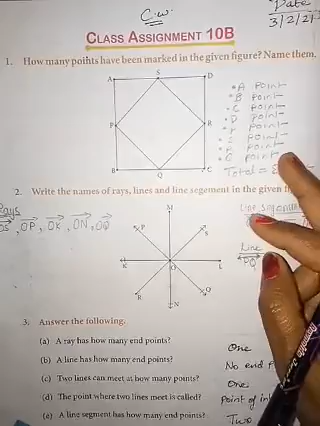 C.W.
Date
3/2/21
CLASS ASSIGNMENT 10B
1. How many points have been marked in the given figure? Name them.
A S D
P R
B Q C
• A Point
• B Point
• C Point
• D Point
• P Point
• S Point
• R Point
• Q Point
Total = 8
2. Write the names of rays, lines and line segement in the given
Rays
OS, OP, OK, ON, OQ
Line
PQ
M
P S
K O L
R Q
N
3. Answer the following.
(a) A ray has how many end points? One
(b) A line has how many end points? No end
(c) Two lines can meet at how many points? One
(d) The point where two lines meet is called? Point of
(e) A line segment has how many end points? Two